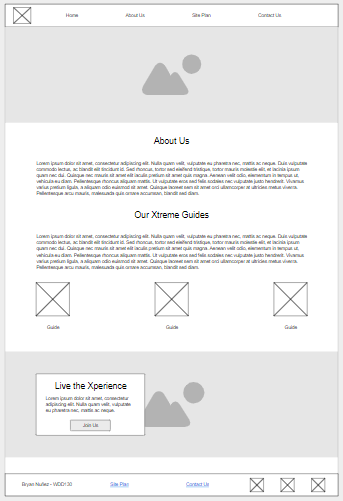 Home About Us Site Plan Contact Us
About Us
Lorem ipsum dolor sit amet, consectetur adipiscing elit. Nulla quam velit, vulputate eu pharetra nec, mattis ac neque. Duis vulputate
commodo lectus, ac blandit elit tincidunt id. Sed rhoncus, tortor sed eleifend tristique, tortor mauris molestie elit, et lacinia ipsum
quam nec dui. Quisque nec mauris sit amet elit iaculis pretium sit amet quis magna. Aenean velit odio, elementum in tempus ut,
vehicula eu diam. Pellentesque rhoncus aliquam mattis. Ut vulputate eros sed felis sodales nec vulputate justo hendrerit. Vivamus
varius pretium ligula, a aliquam odio euismod sit amet. Quisque laoreet sem sit amet orci ullamcorper at ultricies metus viverra.
Pellentesque arcu mauris, malesuada quis ornare accumsan, blandit sed diam.
Our Xtreme Guides
Lorem ipsum dolor sit amet, consectetur adipiscing elit. Nulla quam velit, vulputate eu pharetra nec, mattis ac neque. Duis vulputate
commodo lectus, ac blandit elit tincidunt id. Sed rhoncus, tortor sed eleifend tristique, tortor mauris molestie elit, et lacinia ipsum
quam nec dui. Quisque nec mauris sit amet elit iaculis pretium sit amet quis magna. Aenean velit odio, elementum in tempus ut,
vehicula eu diam. Pellentesque rhoncus aliquam mattis. Ut vulputate eros sed felis sodales nec vulputate justo hendrerit. Vivamus
varius pretium ligula, a aliquam odio euismod sit amet. Quisque laoreet sem sit amet orci ullamcorper at ultricies metus viverra.
Pellentesque arcu mauris, malesuada quis ornare accumsan, blandit sed diam.
Guide Guide Guide
Live the Xperience
Lorem ipsum dolor sit amet, consectetur
adipiscing elit. Nulla quam velit, vulputate
eu pharetra nec, mattis ac neque.
Join Us
Bryan Nuñez - WDD130 Site Plan Contact Us